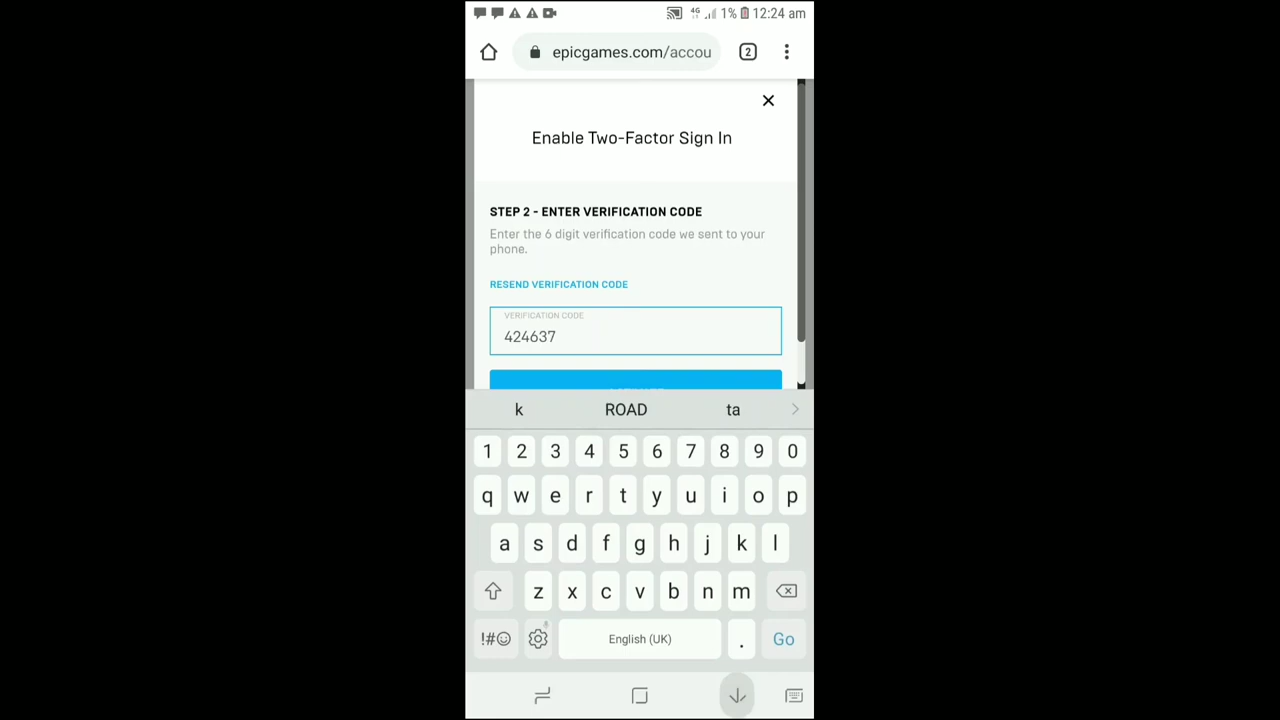 4G 1% 12:24 am
epicgames.com/accou 2
Enable Two-Factor Sign In
STEP 2 - ENTER VERIFICATION CODE
Enter the 6 digit verification code we sent to your
phone.
RESEND VERIFICATION CODE
VERIFICATION CODE
424637
k ROAD ta
1 2 3 4 5 6 7 8 9 0
q w e r t y u i o p
a s d f g h j k l
z x c v b n m
!#☺ English (UK) . Go